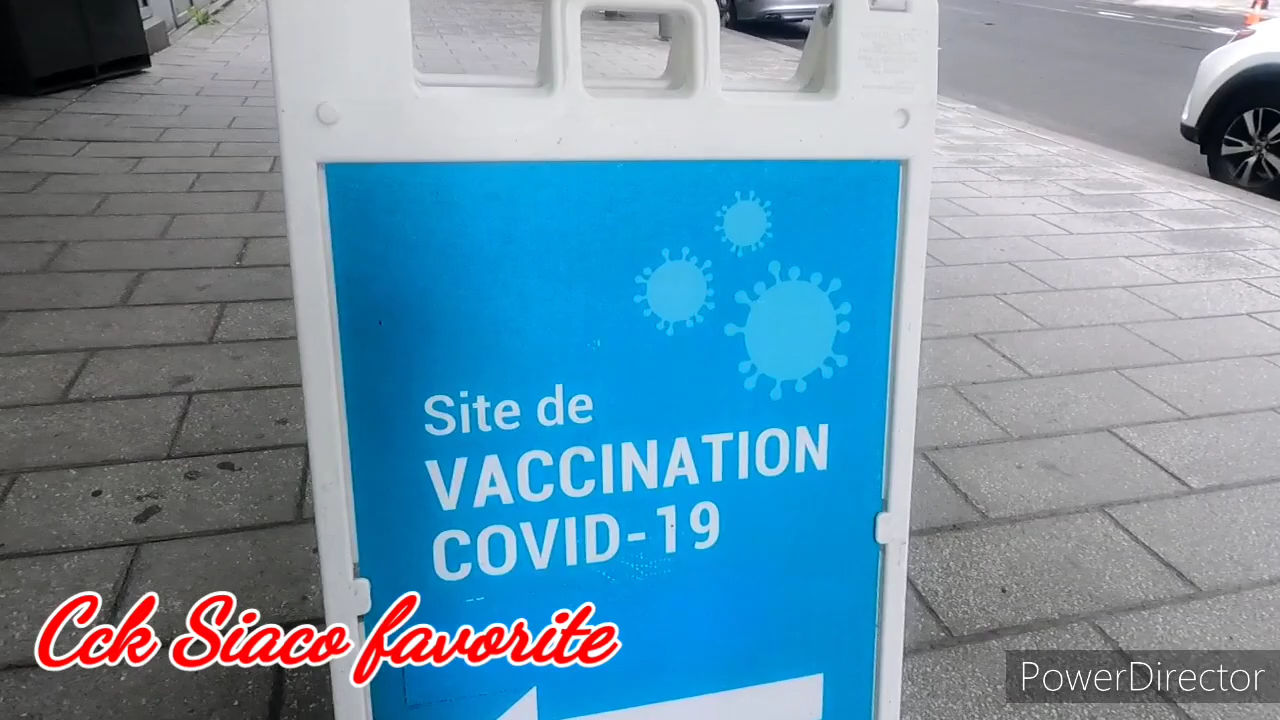 Site de
VACCINATION
COVID-19
Cck Siaco favorite
PowerDirector